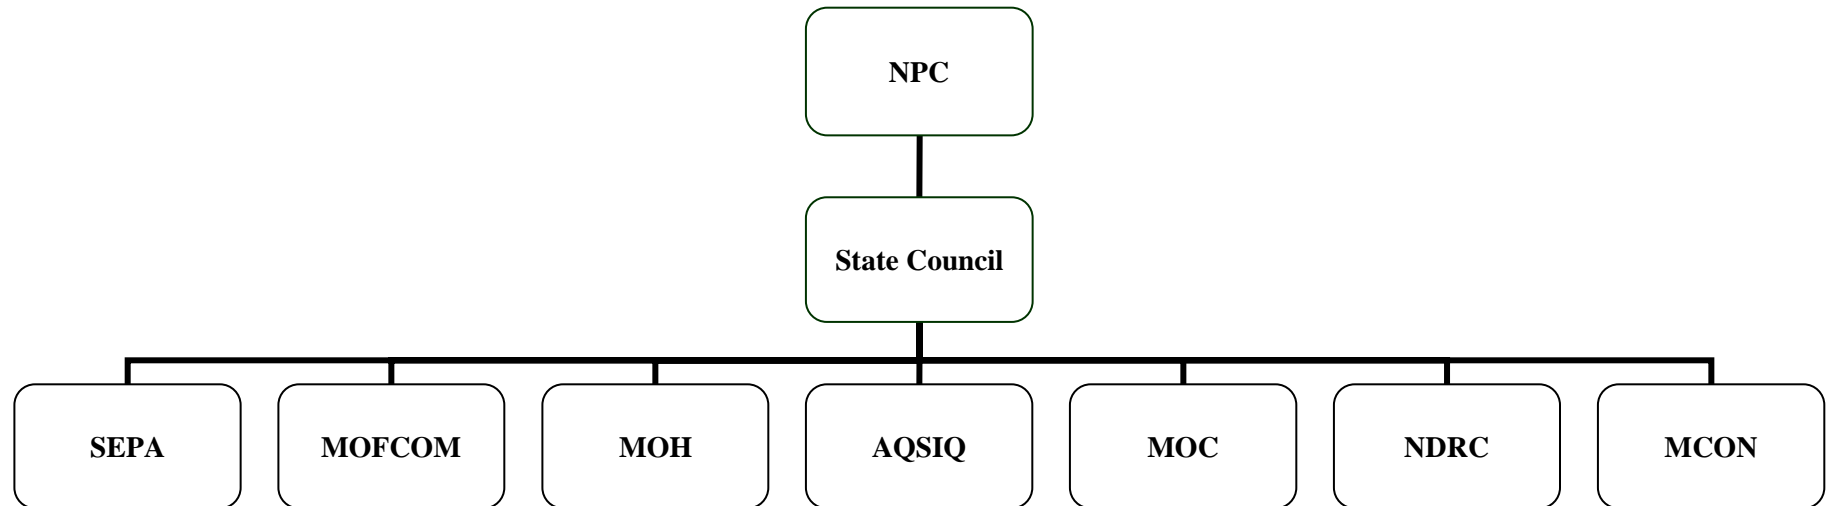 NPC
State Council
SEPA
MOFCOM
MOH
AQSIQ
MOC
NDRC
MCON